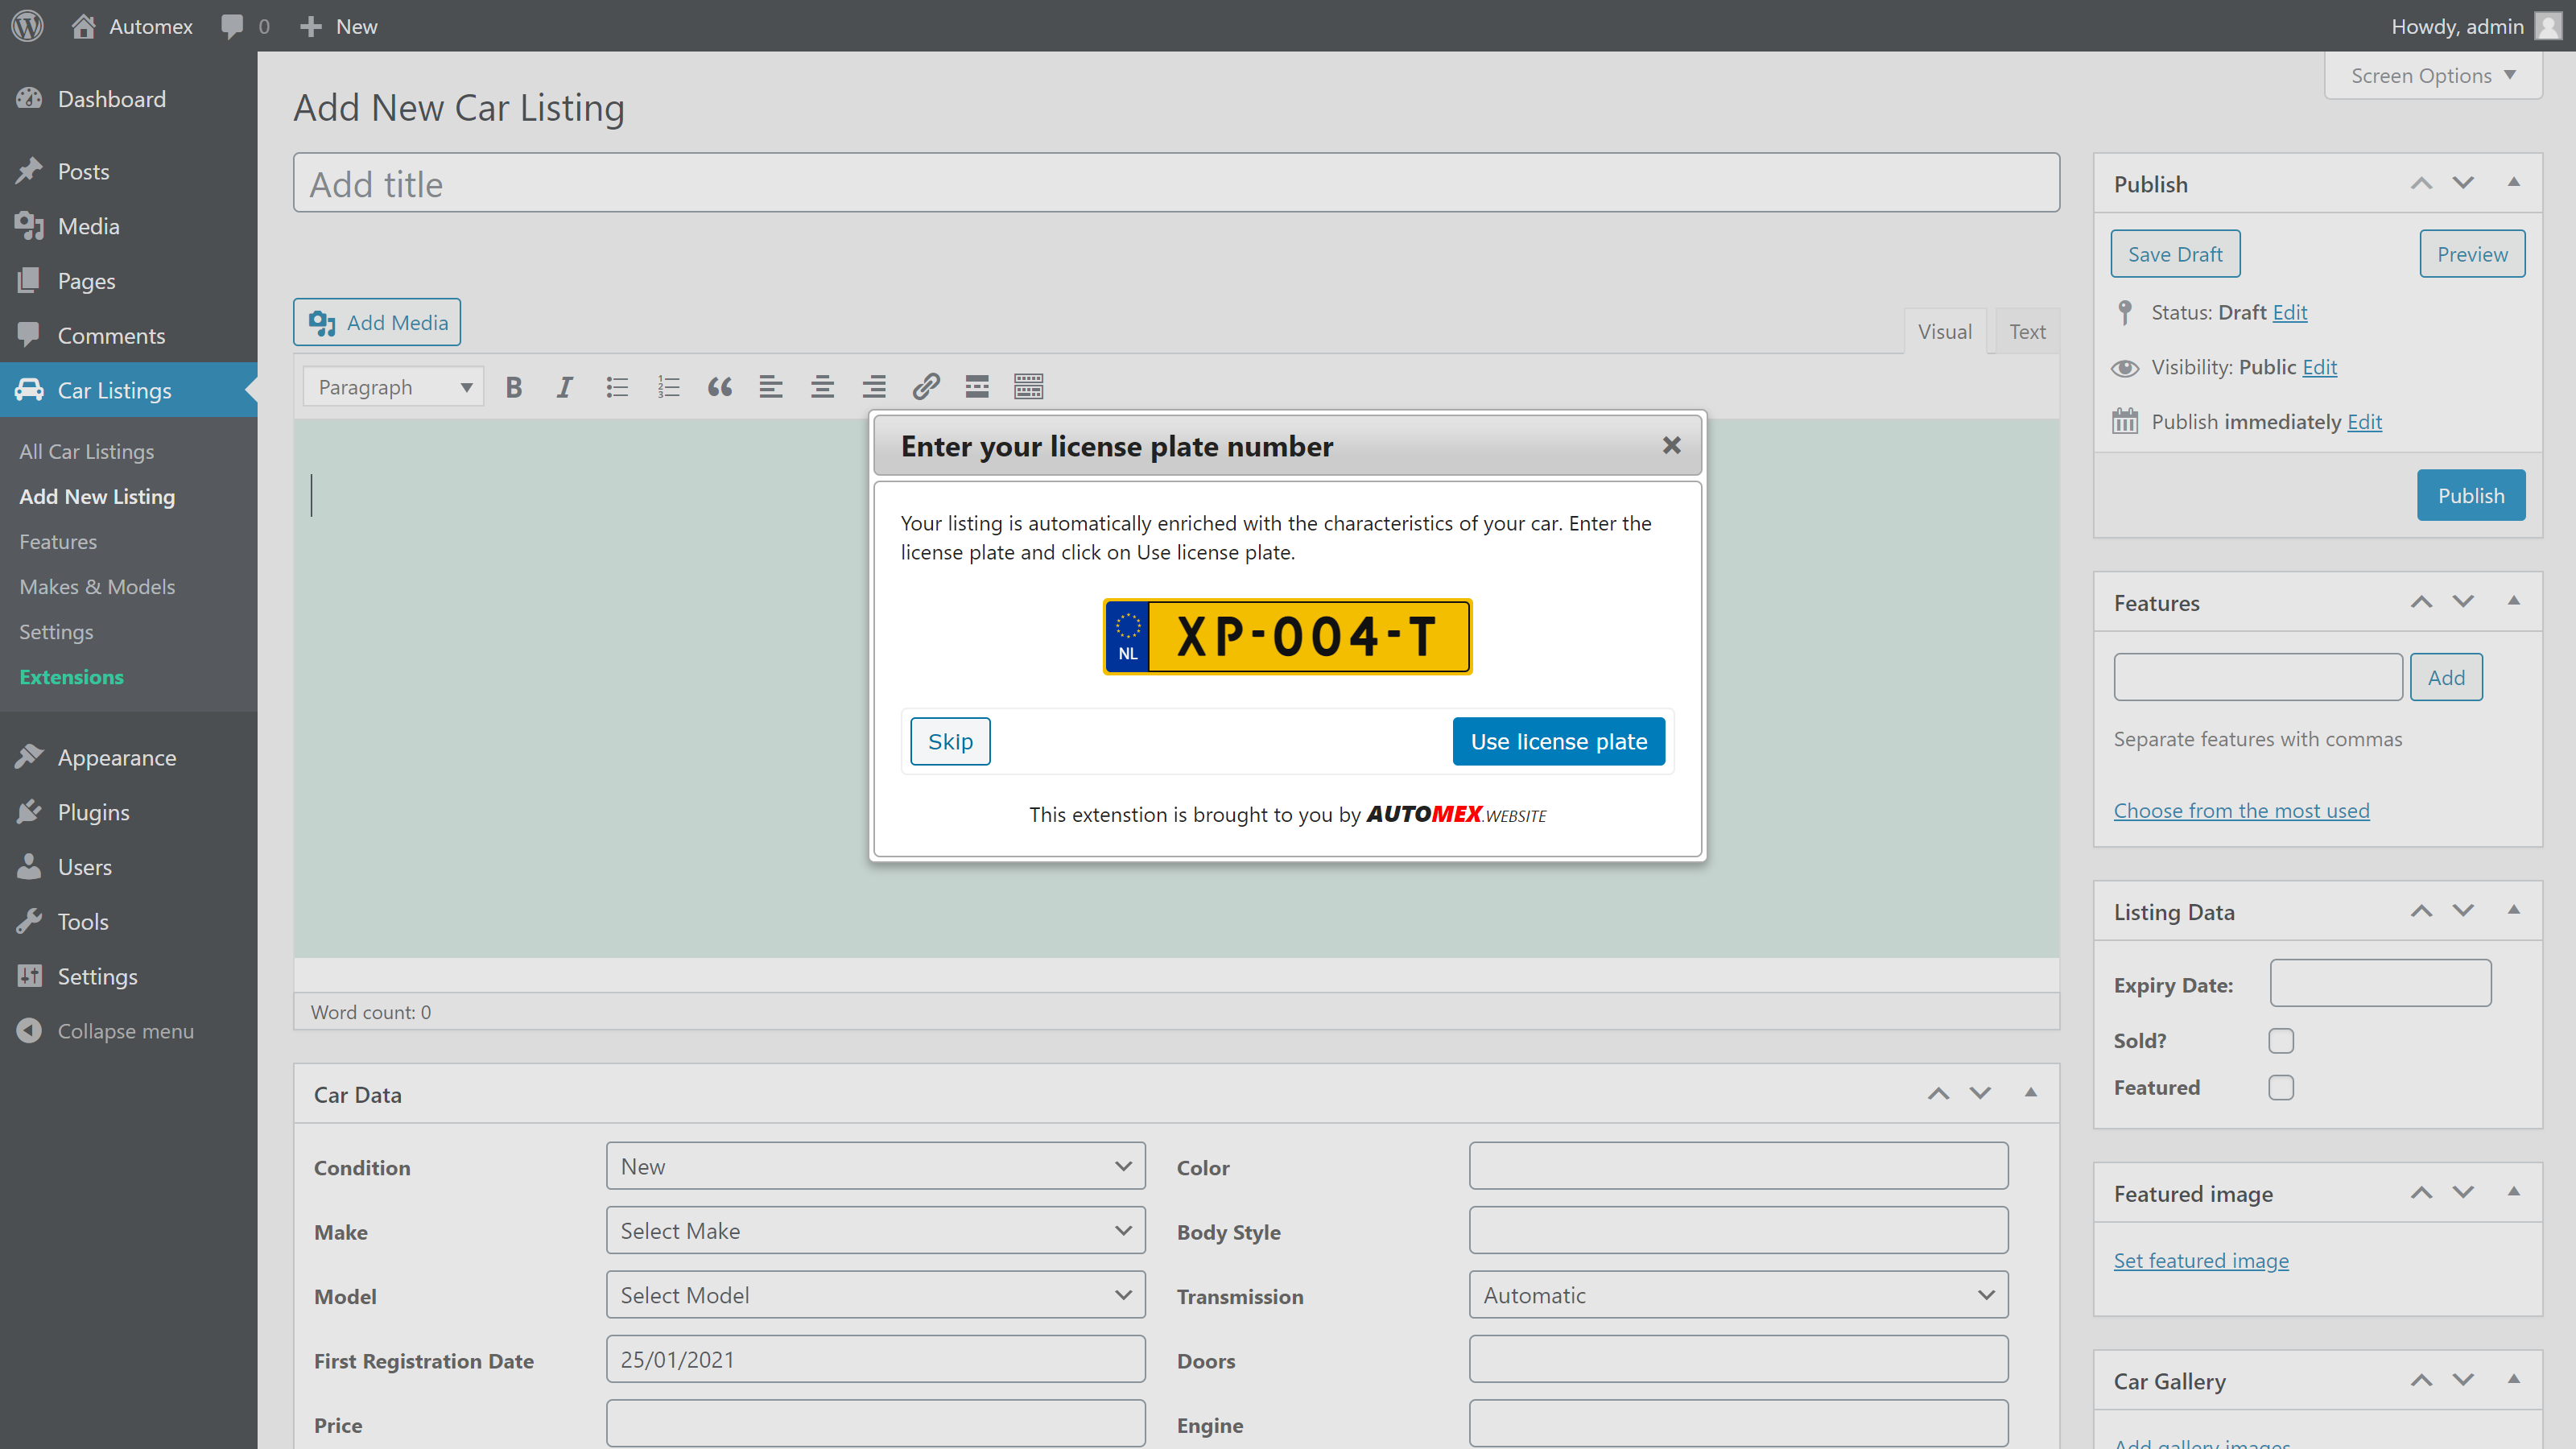 Automex
0
New
Howdy, admin
Dashboard
Posts
Media
Pages
Comments
Car Listings
All Car Listings
Add New Listing
Features
Makes & Models
Settings
Extensions
Appearance
Plugins
Users
Tools
Settings
Collapse menu
Screen Options
Add New Car Listing
Add title
Add Media
Visual
Text
Paragraph
Enter your license plate number
Your listing is automatically enriched with the characteristics of your car. Enter the
license plate and click on Use license plate.
NL
XP-004-T
Skip
Use license plate
This extenstion is brought to you by AUTOMEX.WEBSITE
Word count: 0
Car Data
Condition
New
Color
Make
Select Make
Body Style
Model
Select Model
Transmission
Automatic
First Registration Date
25/01/2021
Doors
Price
Engine
Publish
Save Draft
Preview
Status: Draft Edit
Visibility: Public Edit
Publish immediately Edit
Publish
Features
Add
Separate features with commas
Choose from the most used
Listing Data
Expiry Date:
Sold?
Featured
Featured image
Set featured image
Car Gallery
Add gallery images